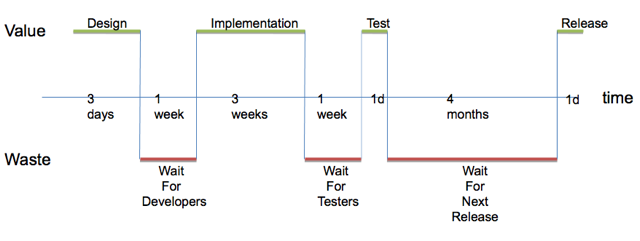 Design
Implementation
Test
Release
Value
3
days
1
week
3
weeks
1
week
1d
4
months
1d
time
Waste
Wait
For
Developers
Wait
For
Testers
Wait
For
Next
Release